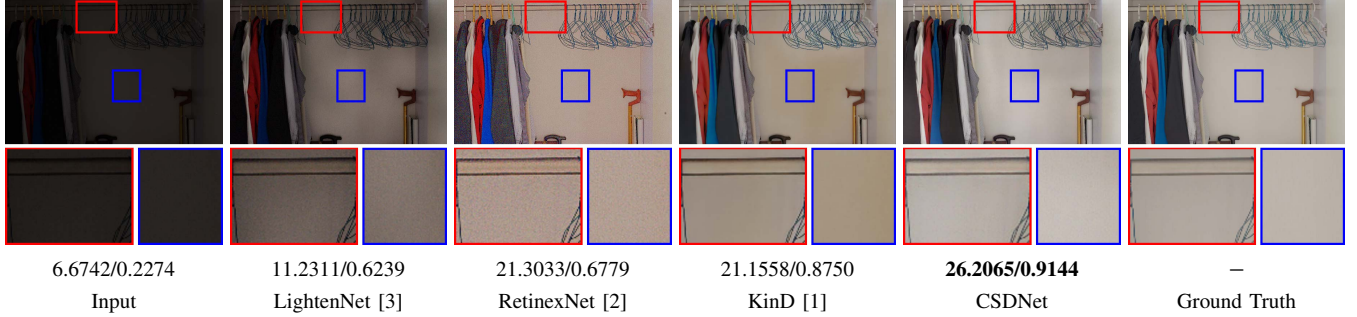 6.6742/0.2274 11.2311/0.6239 21.3033/0.6779 21.1558/0.8750 26.2065/0.9144 –
Input LightenNet [3] RetinexNet [2] KinD [1] CSDNet Ground Truth